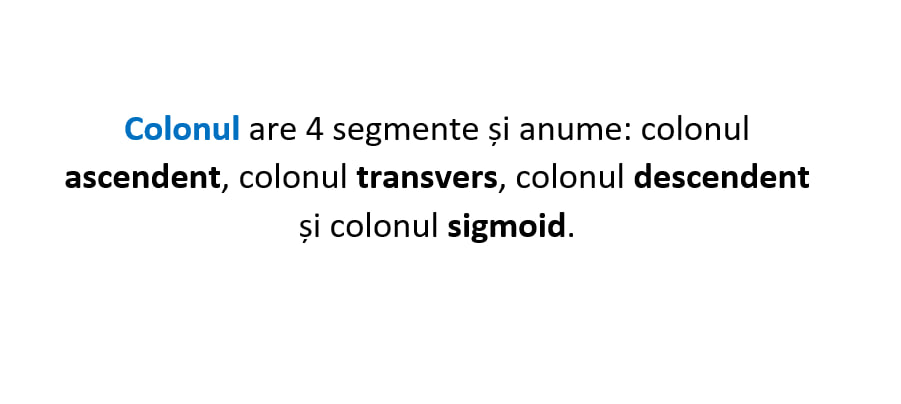 Colonul are 4 segmente și anume: colonul
ascendent, colonul transvers, colonul descendent
și colonul sigmoid.